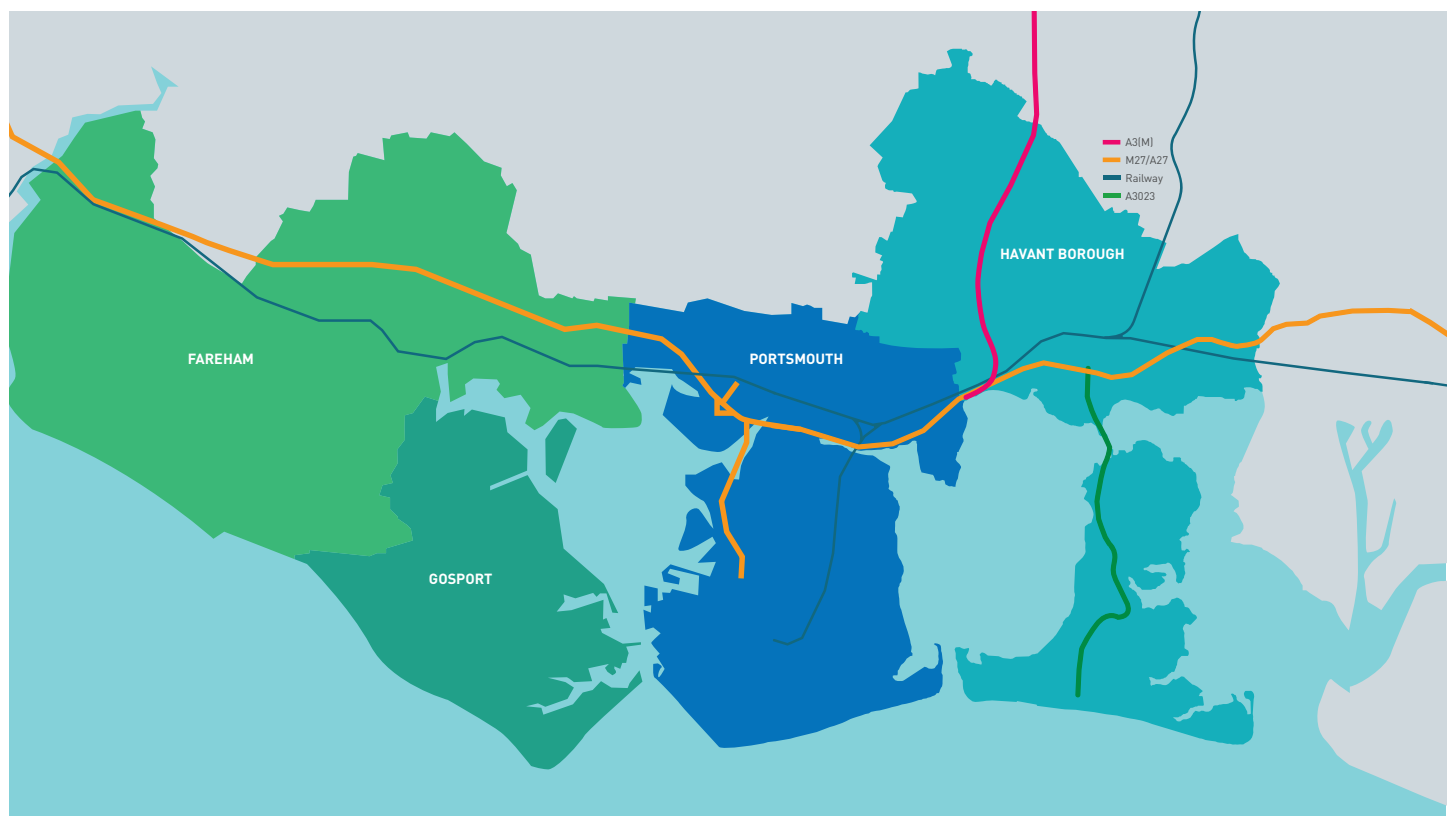 A3(M)
M27/A27
Railway
A3023
HAVANT BOROUGH
FAREHAM
PORTSMOUTH
GOSPORT